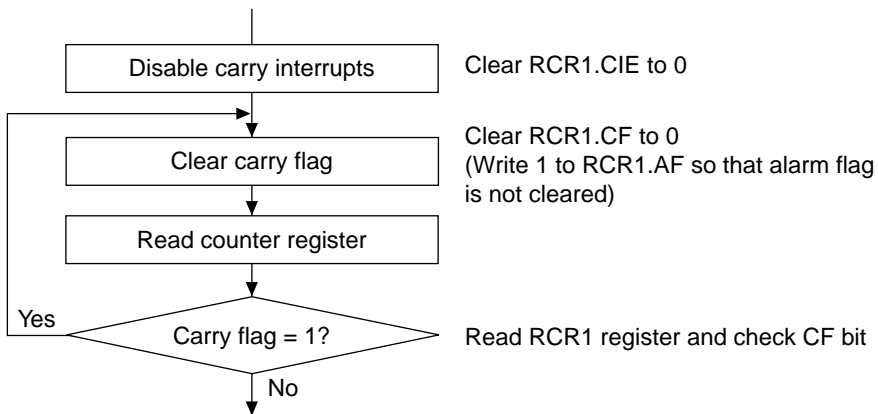 Disable carry interrupts
Clear RCR1.CIE to 0
Clear carry flag
Clear RCR1.CF to 0
(Write 1 to RCR1.AF so that alarm flag
is not cleared)
Read counter register
Yes
Carry flag = 1?
Read RCR1 register and check CF bit
No